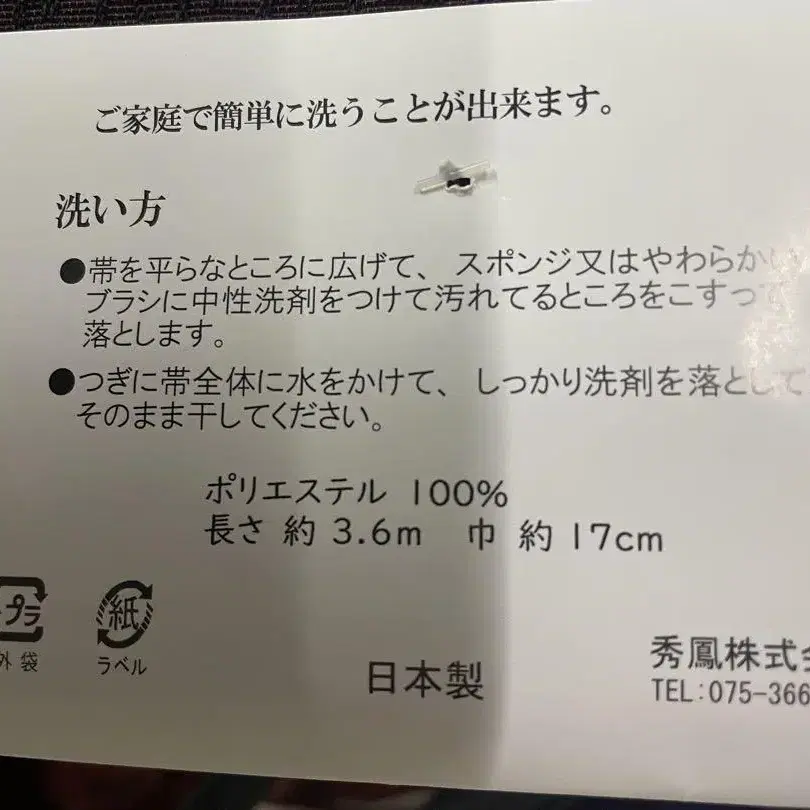 ご家庭で簡単に洗うことが出来ます。
洗い方
●帯を平らなところに広げて、スポンジ又はやわらかい
ブラシに中性洗剤をつけて汚れてるところをこすって
落とします。
●つぎに帯全体に水をかけて、しっかり洗剤を落として
そのまま干してください。
ポリエステル 100%
長さ 約 3.6m 巾 約 17cm
プラ
外袋
紙
ラベル
日本製
秀鳳株式会
TEL:075-366